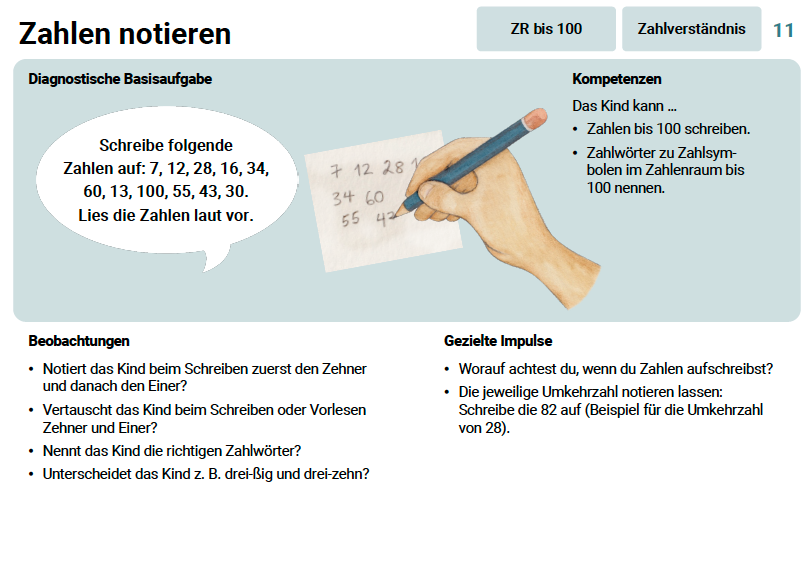 Zahlen notieren
ZR bis 100
Zahlverständnis
11
Diagnostische Basisaufgabe
Schreibe folgende
Zahlen auf: 7, 12, 28, 16, 34,
60, 13, 100, 55, 43, 30.
Lies die Zahlen laut vor.
7 12 28 1
34 60
55 43
Kompetenzen
Das Kind kann ...
• Zahlen bis 100 schreiben.
• Zahlwörter zu Zahlsym-
bolen im Zahlenraum bis
100 nennen.
Beobachtungen
• Notiert das Kind beim Schreiben zuerst den Zehner
und danach den Einer?
• Vertauscht das Kind beim Schreiben oder Vorlesen
Zehner und Einer?
• Nennt das Kind die richtigen Zahlwörter?
• Unterscheidet das Kind z. B. drei-ßig und drei-zehn?
Gezielte Impulse
• Worauf achtest du, wenn du Zahlen aufschreibst?
• Die jeweilige Umkehrzahl notieren lassen:
Schreibe die 82 auf (Beispiel für die Umkehrzahl
von 28).